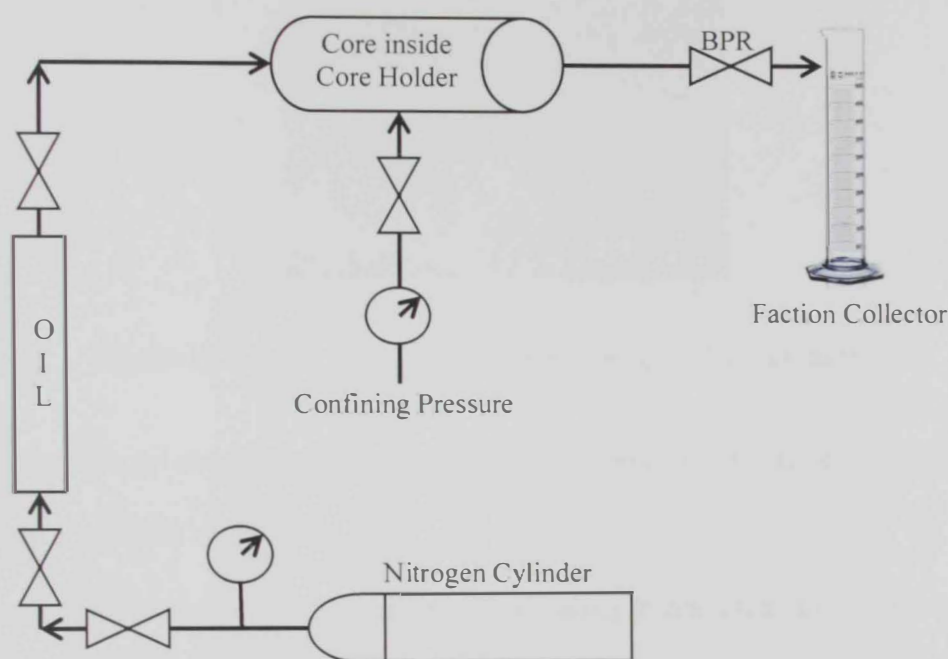 Core inside
Core Holder
BPR
O
I
L
Faction Collector
Confining Pressure
Nitrogen Cylinder